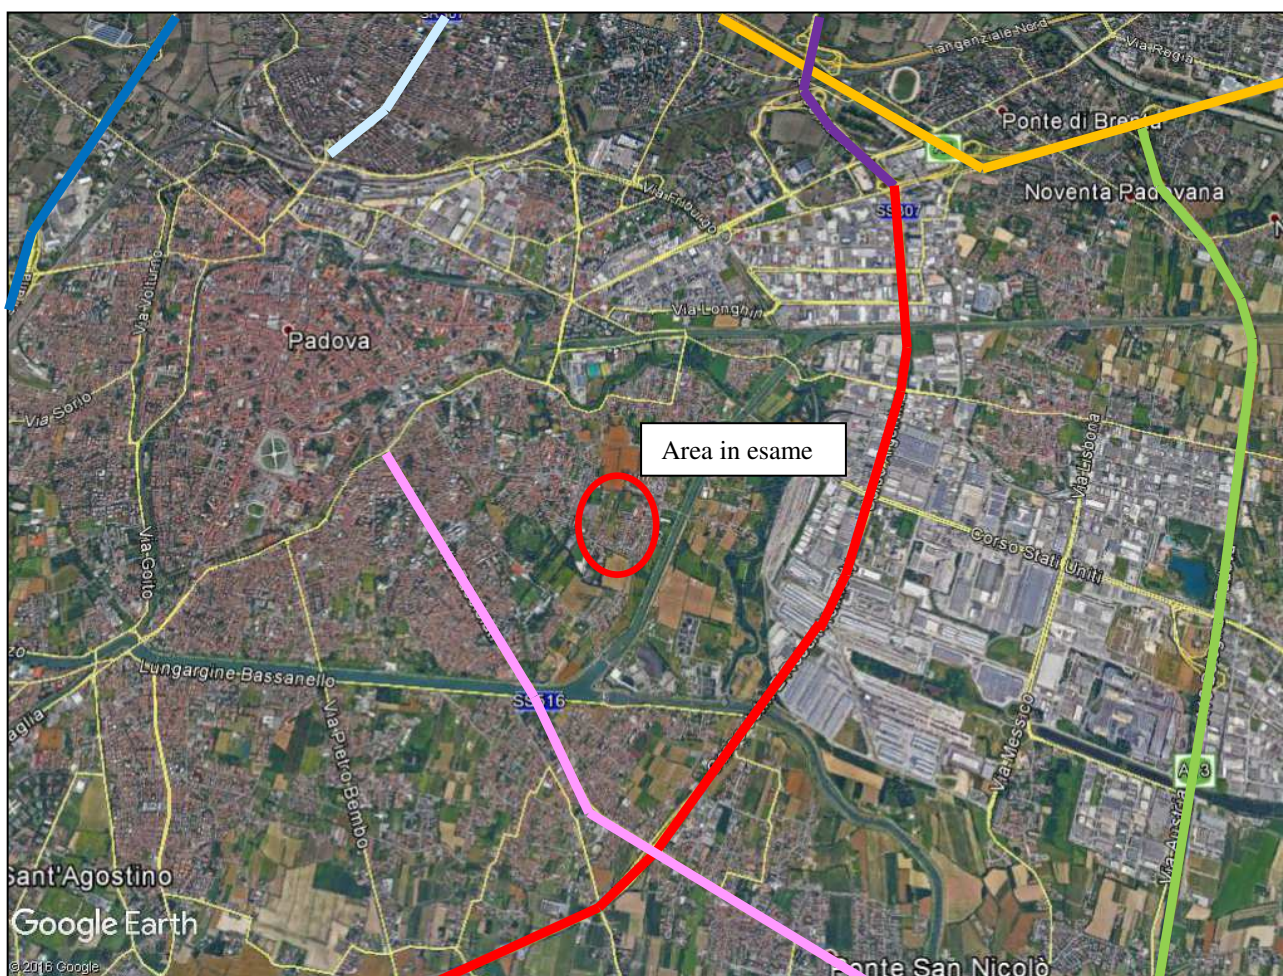 Tangenziale Nord
Via Regia
Ponte di Brenta
Noventa Padovana
Via Friburgo
Via Volturno
Via Longhin
Padova
Via Sorio
Area in esame
Via Lisbona
Corso Stati Uniti
Via Goito
Lungargine Bassanello
SS516
Via Pietro Bembo
Via Messico
Via Austria
Sant'Agostino
Google Earth
© 2016 Google
Ponte San Nicolò